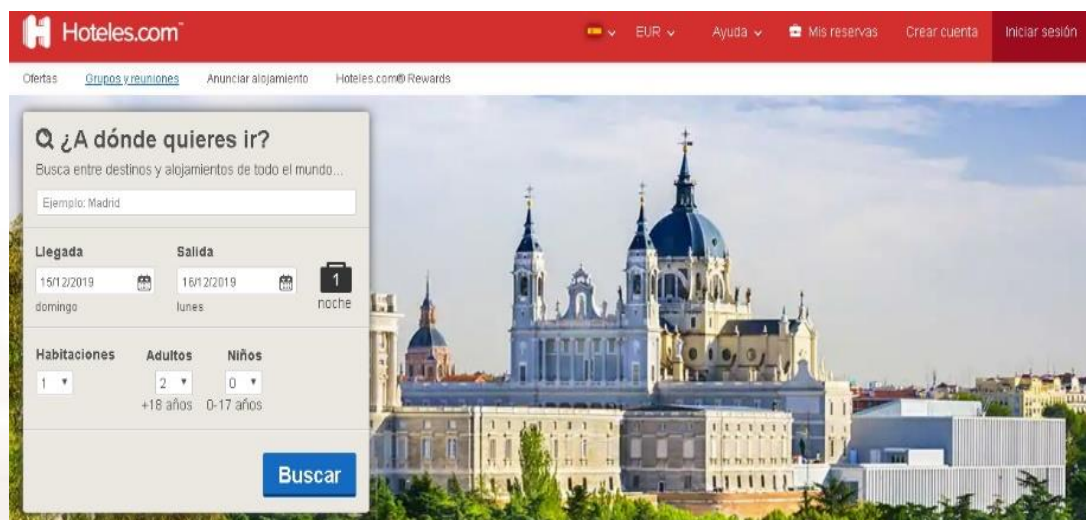 Hoteles.com™
EUR Ayuda Mis reservas Crear cuenta Iniciar sesión
Ofertas Grupos y reuniones Anunciar alojamiento Hoteles.com® Rewards
¿A dónde quieres ir?
Busca entre destinos y alojamientos de todo el mundo...
Ejemplo: Madrid
Llegada Salida
15/12/2019 16/12/2019 1
domingo lunes noche
Habitaciones Adultos Niños
1 2 0
+18 años 0-17 años
Buscar